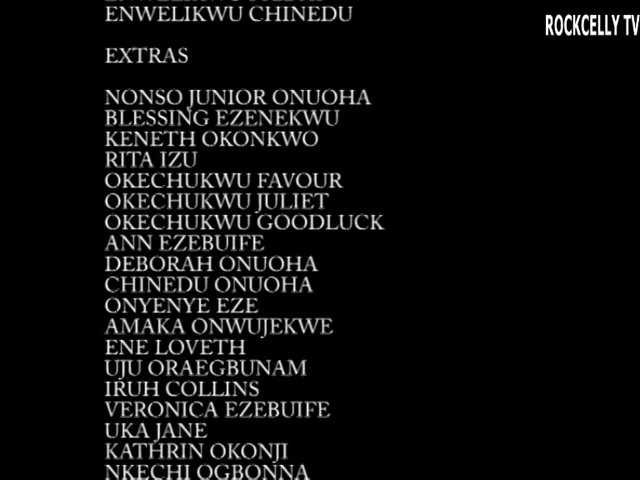 ENWELIKWU CHINEDU
ROCKCELLY TV
EXTRAS
NONSO JUNIOR ONUOHA
BLESSING EZENEKWU
KENETH OKONKWO
RITA IZU
OKECHUKWU FAVOUR
OKECHUKWU JULIET
OKECHUKWU GOODLUCK
ANN EZEBUIFE
DEBORAH ONUOHA
CHINEDU ONUOHA
ONYENYE EZE
AMAKA ONWUJEKWE
ENE LOVETH
UJU ORAEGBUNAM
IRUH COLLINS
VERONICA EZEBUIFE
UKA JANE
KATHRIN OKONJI
NKECHI OGBONNA